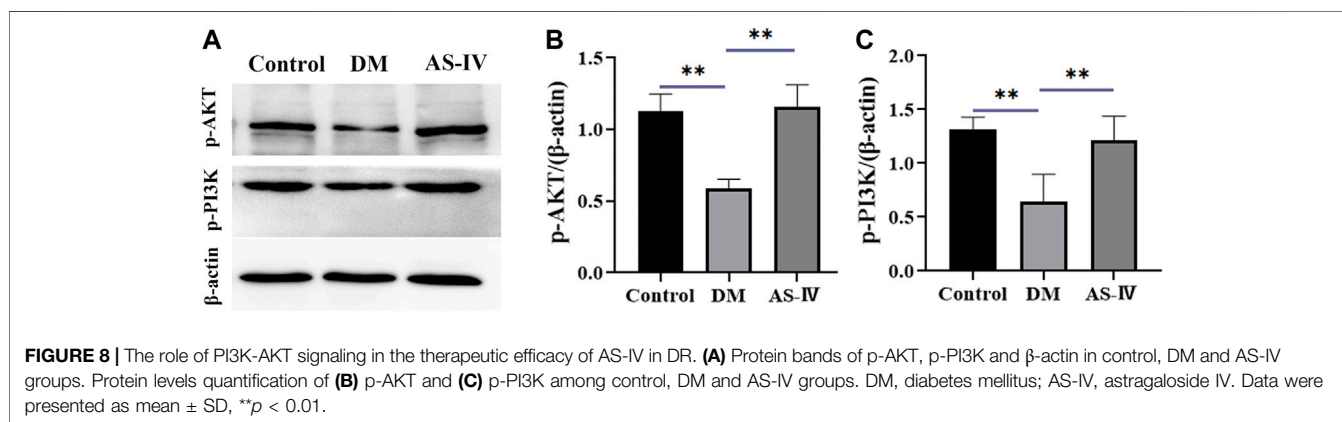 A
Control DM AS-IV
p-AKT
p-PI3K
β-actin
B
**
**
p-AKT/(β-actin)
1.5
1.0
0.5
0.0
Control DM AS-IV
C
**
**
p-PI3K/(β-actin)
2.0
1.5
1.0
0.5
0.0
Control DM AS-IV
FIGURE 8 | The role of PI3K-AKT signaling in the therapeutic efficacy of AS-IV in DR. (A) Protein bands of p-AKT, p-PI3K and β-actin in control, DM and AS-IV
groups. Protein levels quantification of (B) p-AKT and (C) p-PI3K among control, DM and AS-IV groups. DM, diabetes mellitus; AS-IV, astragaloside IV. Data were
presented as mean ± SD, **p < 0.01.